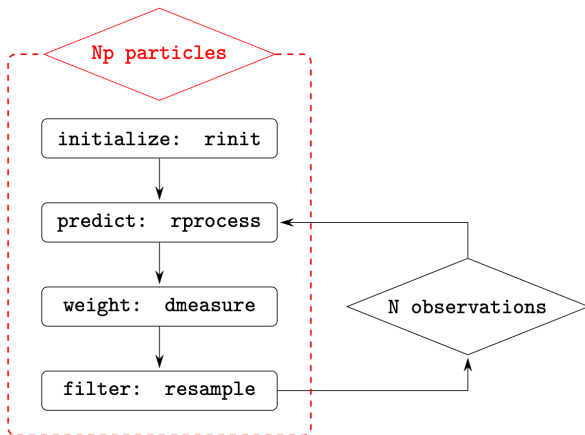 Np particles
initialize: rinit
predict: rprocess
weight: dmeasure
N observations
filter: resample